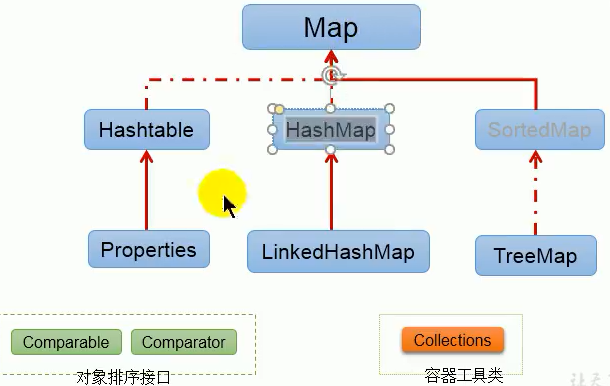 Map
Hashtable
HashMap
SortedMap
Properties
LinkedHashMap
TreeMap
Comparable
Comparator
Collections
对象排序接口
容器工具类